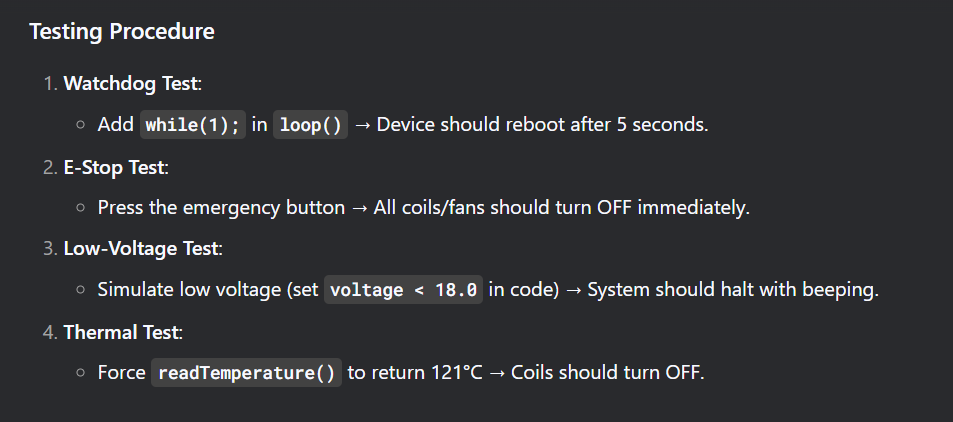 Testing Procedure
1. Watchdog Test:
○ Add while(1); in loop() → Device should reboot after 5 seconds.
2. E-Stop Test:
○ Press the emergency button → All coils/fans should turn OFF immediately.
3. Low-Voltage Test:
○ Simulate low voltage (set voltage < 18.0 in code) → System should halt with beeping.
4. Thermal Test:
○ Force readTemperature() to return 121°C → Coils should turn OFF.